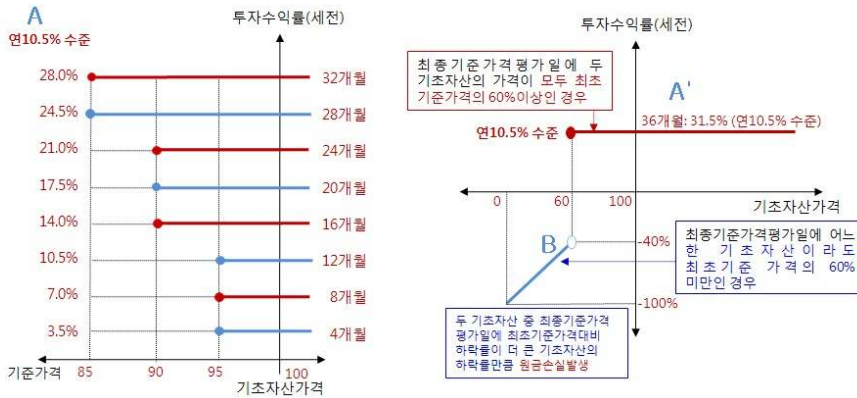 A
투자수익률(세전)
연10.5% 수준
28.0%
32개월
24.5%
28개월
21.0%
24개월
17.5%
20개월
14.0%
16개월
10.5%
12개월
7.0%
8개월
3.5%
4개월
기준가격
85
90
95
100
기초자산가격
투자수익률(세전)
최종기준가격평가일에 두
기초자산의 가격이 모두 최초
기준가격의 60%이상인 경우
A'
연10.5% 수준
36개월: 31.5% (연10.5% 수준)
0
60
100
기초자산가격
B
-40%
-100%
최종기준가격평가일에 어느
한 기초자산이라도
최초기준 가격의 60%
미만인 경우
두 기초자산 중 최종기준가격
평가일에 최초기준가격대비
하락률이 더 큰 기초자산의
하락률만큼 원금손실발생